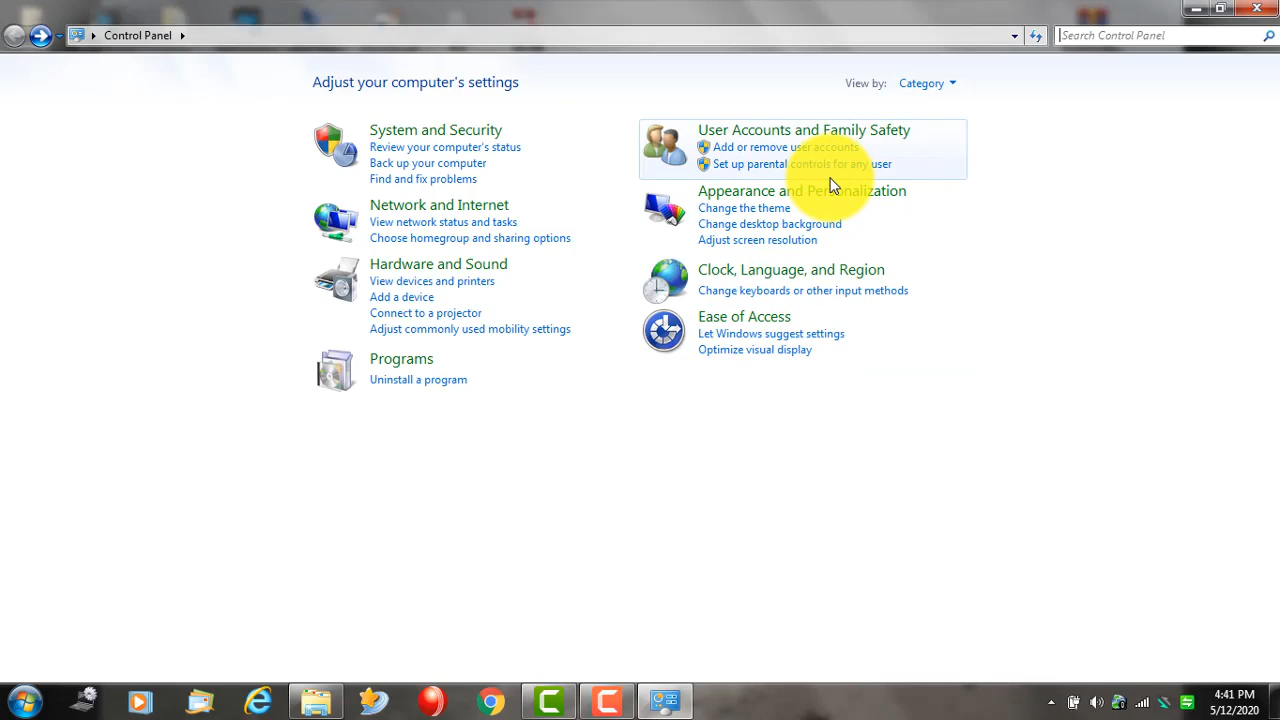 Control Panel
Search Control Panel
Adjust your computer's settings
View by: Category
System and Security
Review your computer's status
Back up your computer
Find and fix problems
Network and Internet
View network status and tasks
Choose homegroup and sharing options
Hardware and Sound
View devices and printers
Add a device
Connect to a projector
Adjust commonly used mobility settings
Programs
Uninstall a program
User Accounts and Family Safety
Add or remove user accounts
Set up parental controls for any user
Appearance and Personalization
Change the theme
Change desktop background
Adjust screen resolution
Clock, Language, and Region
Change keyboards or other input methods
Ease of Access
Let Windows suggest settings
Optimize visual display
4:41 PM
5/12/2020